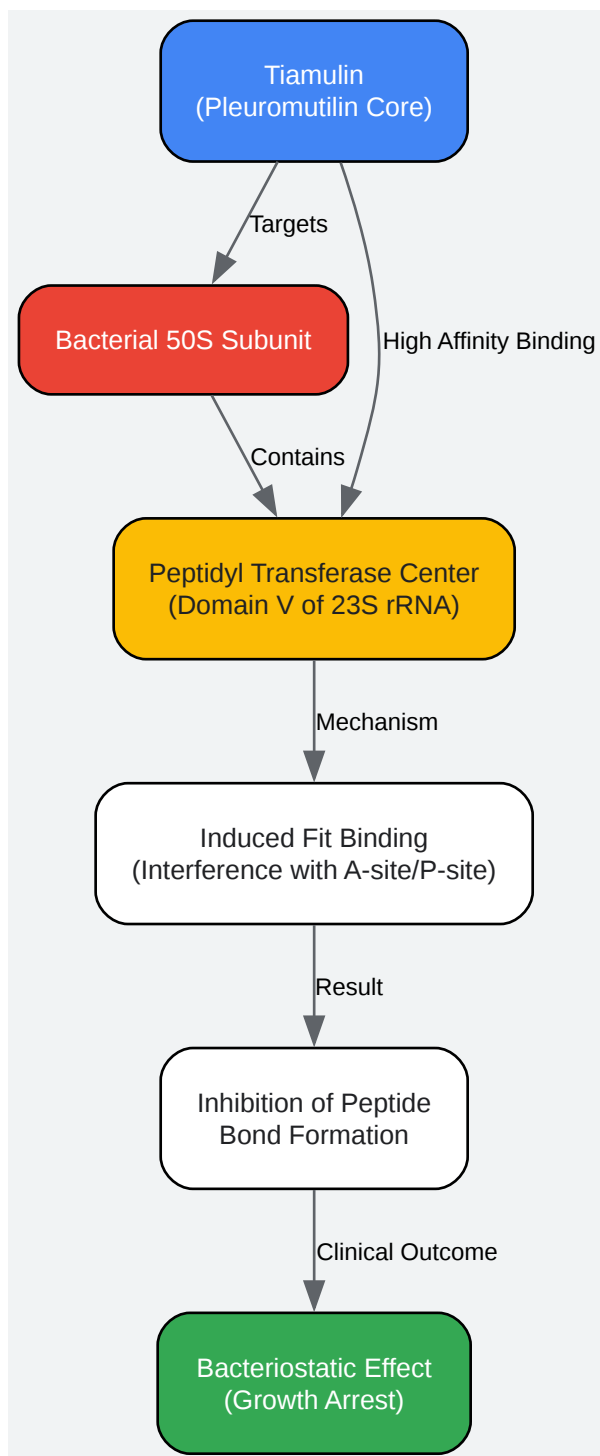 Tiamulin
(Pleuromutilin Core)
Targets
Bacterial 50S Subunit
High Affinity Binding
Contains
Peptidyl Transferase Center
(Domain V of 23S rRNA)
Mechanism
Induced Fit Binding
(Interference with A-site/P-site)
Result
Inhibition of Peptide
Bond Formation
Clinical Outcome
Bacteriostatic Effect
(Growth Arrest)